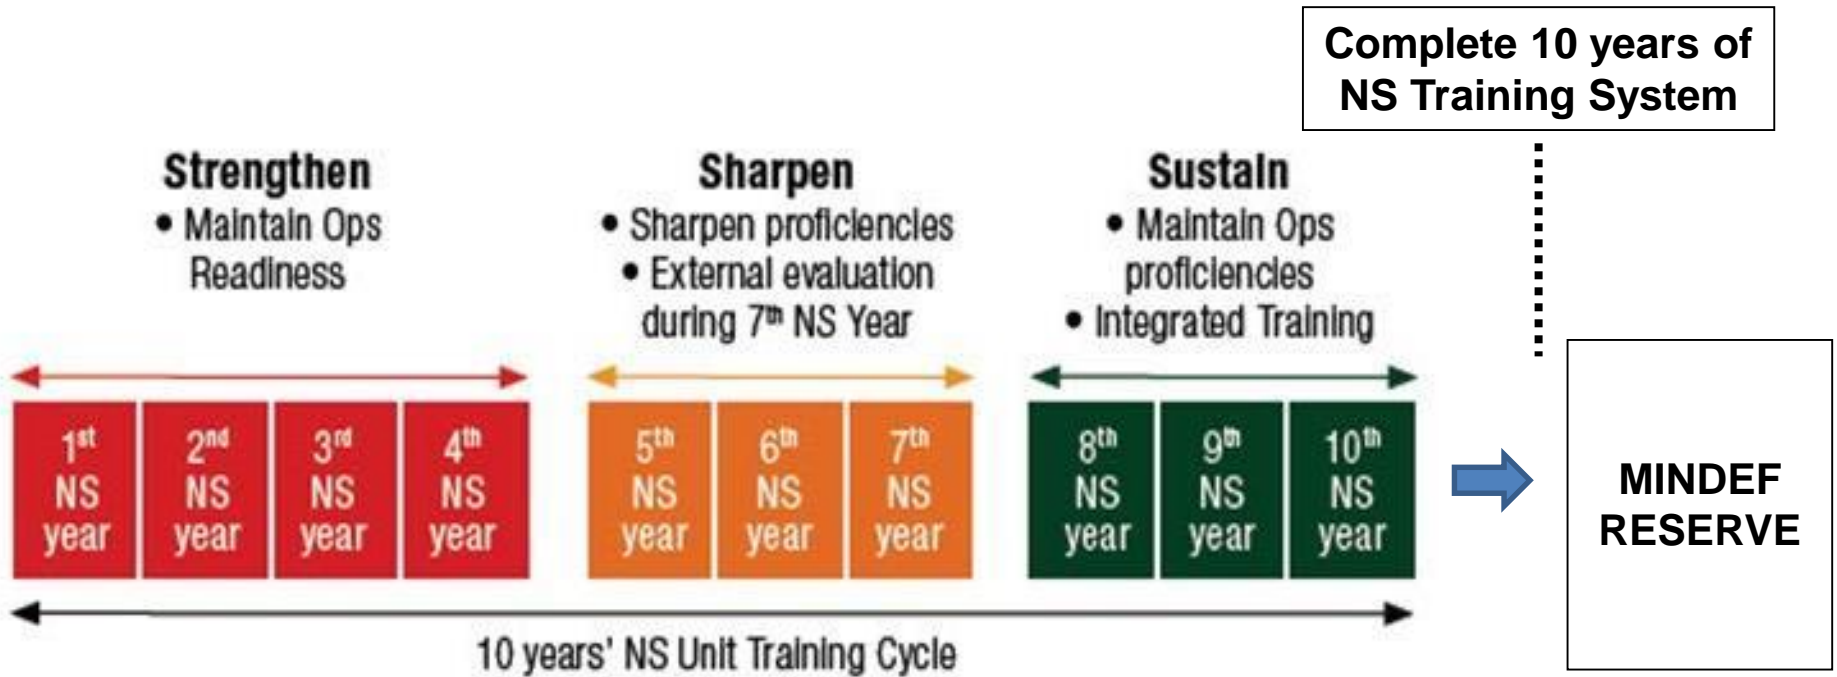 Complete 10 years of
NS Training System
Strengthen
• Maintain Ops
Readiness
Sharpen
• Sharpen proficiencies
• External evaluation
during 7th NS Year
Sustain
• Maintain Ops
proficiencies
• Integrated Training
1st
NS
year
2nd
NS
year
3rd
NS
year
4th
NS
year
5th
NS
year
6th
NS
year
7th
NS
year
8th
NS
year
9th
NS
year
10th
NS
year
MINDEF
RESERVE
10 years' NS Unit Training Cycle